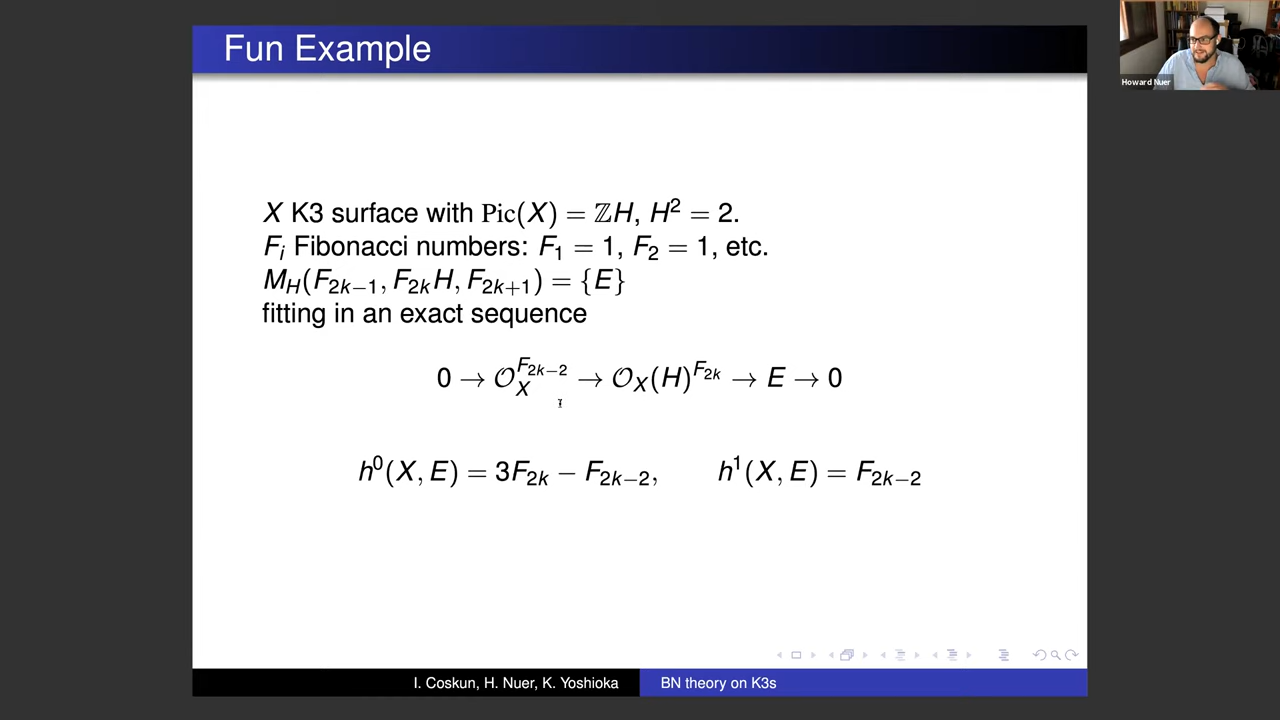 Fun Example
Howard Nuer
X K3 surface with Pic(X) = ℤH, H² = 2.
Fᵢ Fibonacci numbers: F₁ = 1, F₂ = 1, etc.
M_H(F_{2k−1}, F_{2k}H, F_{2k+1}) = {E}
fitting in an exact sequence
0 → 𝒪_X^{F_{2k−2}} → 𝒪_X(H)^{F_{2k}} → E → 0
h⁰(X, E) = 3F_{2k} − F_{2k−2}, h¹(X, E) = F_{2k−2}
I. Coskun, H. Nuer, K. Yoshioka BN theory on K3s